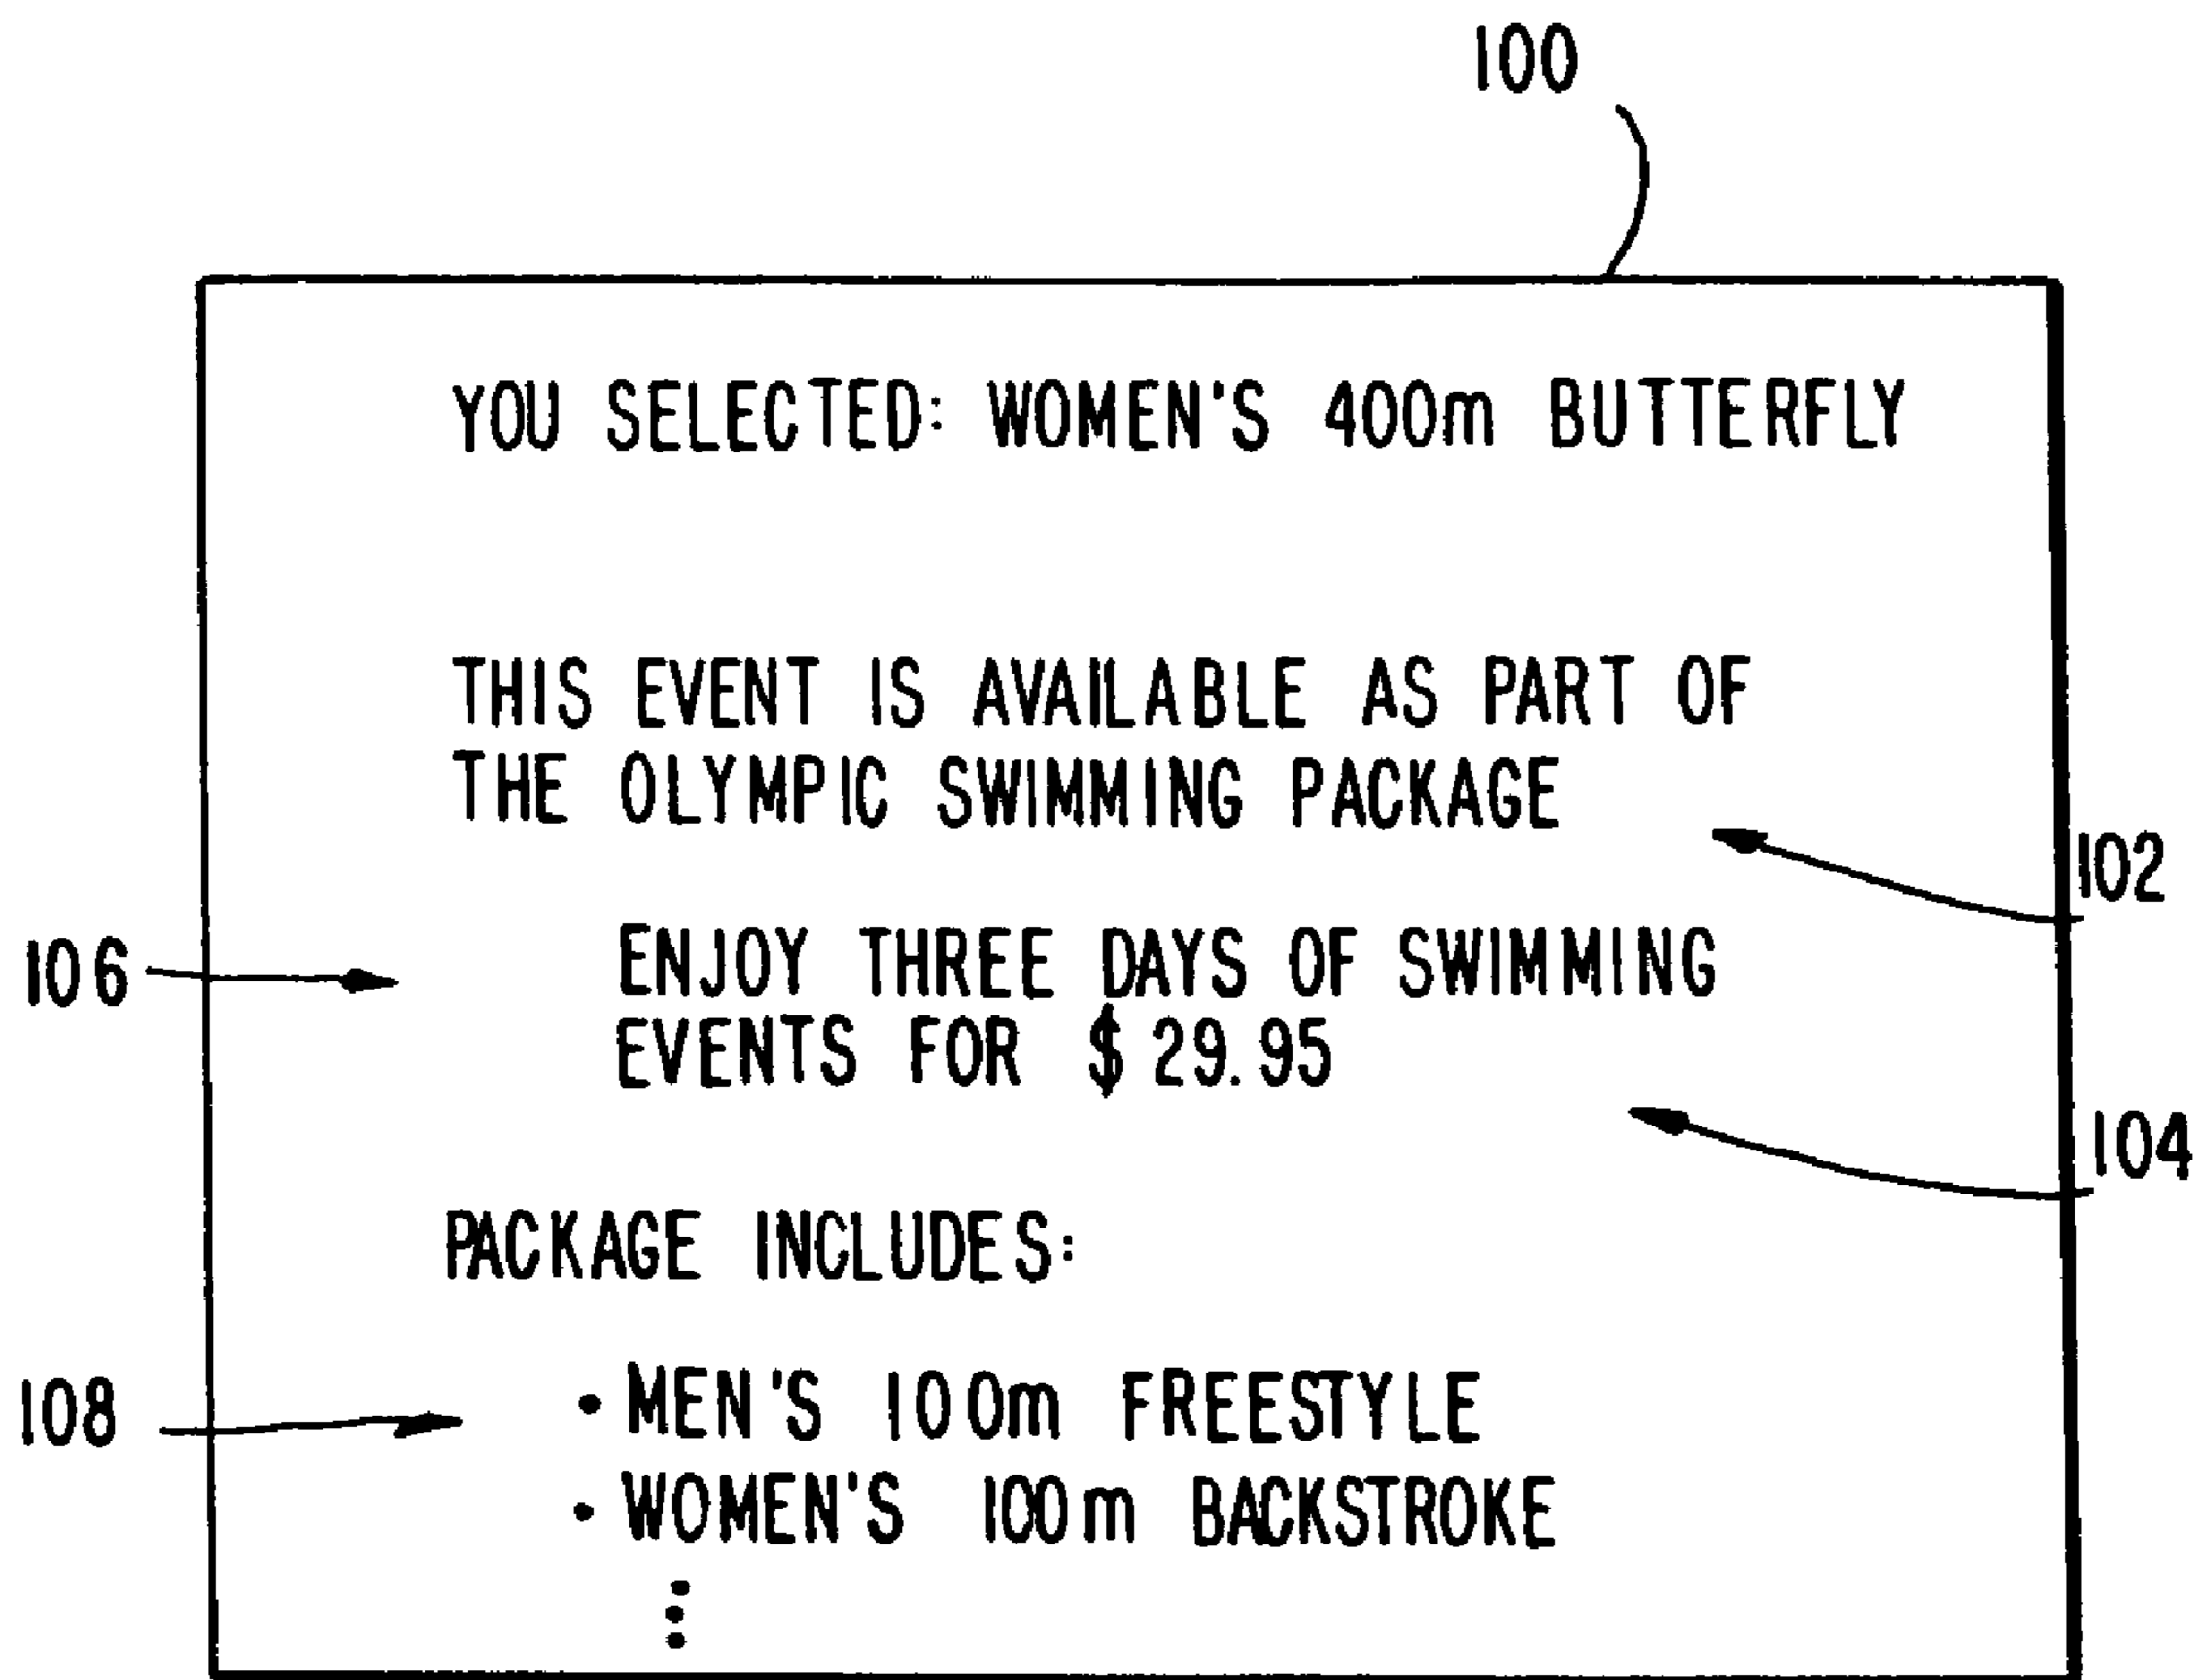 100
YOU SELECTED: WOMEN'S 400m BUTTERFLY
THIS EVENT IS AVAILABLE AS PART OF
THE OLYMPIC SWIMMING PACKAGE
102
106
ENJOY THREE DAYS OF SWIMMING
EVENTS FOR $ 29.95
104
PACKAGE INCLUDES:
108
• MEN'S 100m FREESTYLE
• WOMEN'S 100m BACKSTROKE